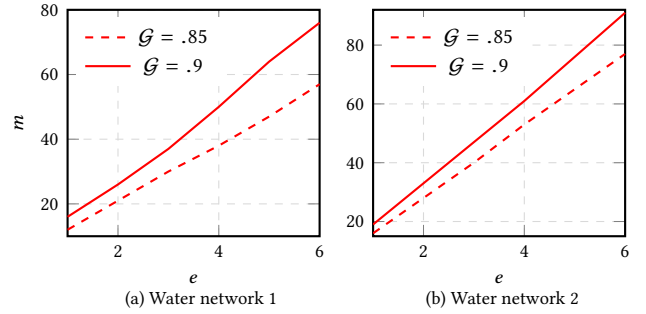 80
60
40
20
m
𝒢 = .85
𝒢 = .9
2
4
6
e
(a) Water network 1
80
60
40
20
𝒢 = .85
𝒢 = .9
2
4
6
e
(b) Water network 2